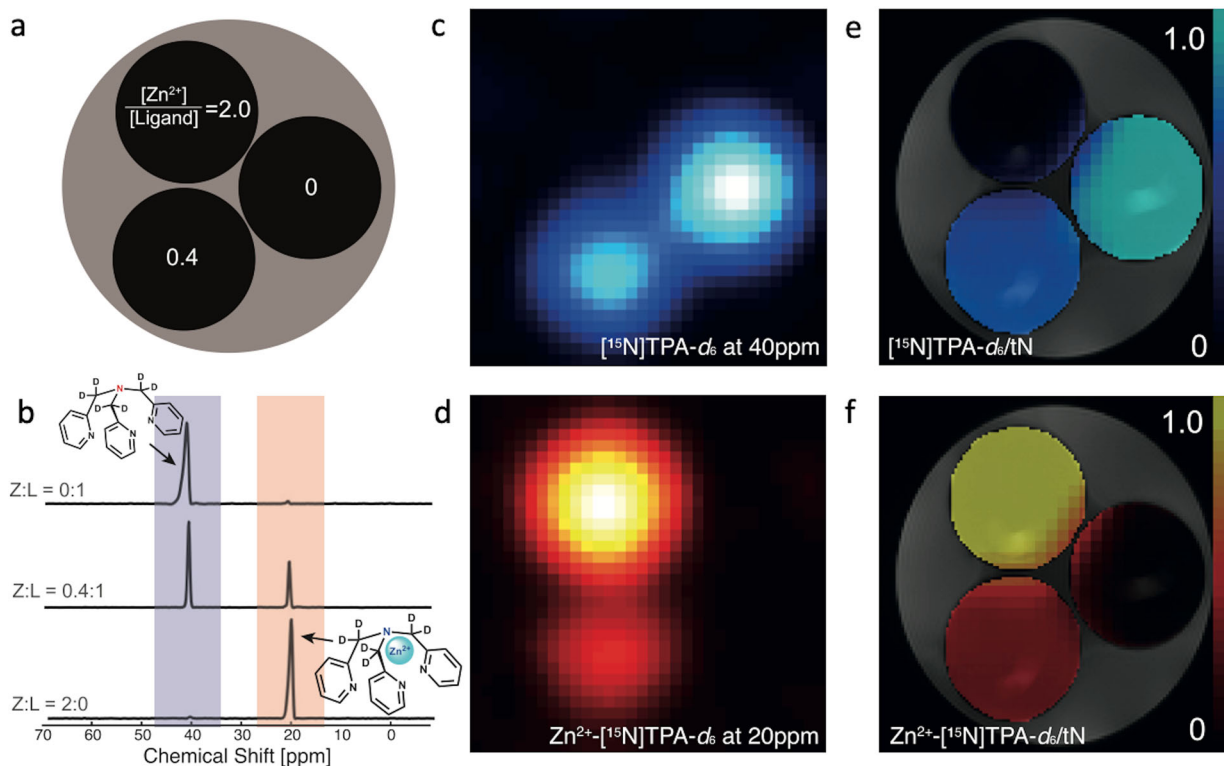 a
[Zn²⁺]
[Ligand]
=2.0
0
0.4
b
D
D
N
D
D
D
D
N
N
N
Z:L = 0:1
Z:L = 0.4:1
D
D
N
D
D
D
D
Zn²⁺
N
N
N
Z:L = 2:0
70
60
50
40
30
20
10
0
Chemical Shift [ppm]
c
[¹⁵N]TPA-d₆ at 40ppm
d
Zn²⁺-[¹⁵N]TPA-d₆ at 20ppm
e
1.0
[¹⁵N]TPA-d₆/tN
0
f
1.0
Zn²⁺-[¹⁵N]TPA-d₆/tN
0